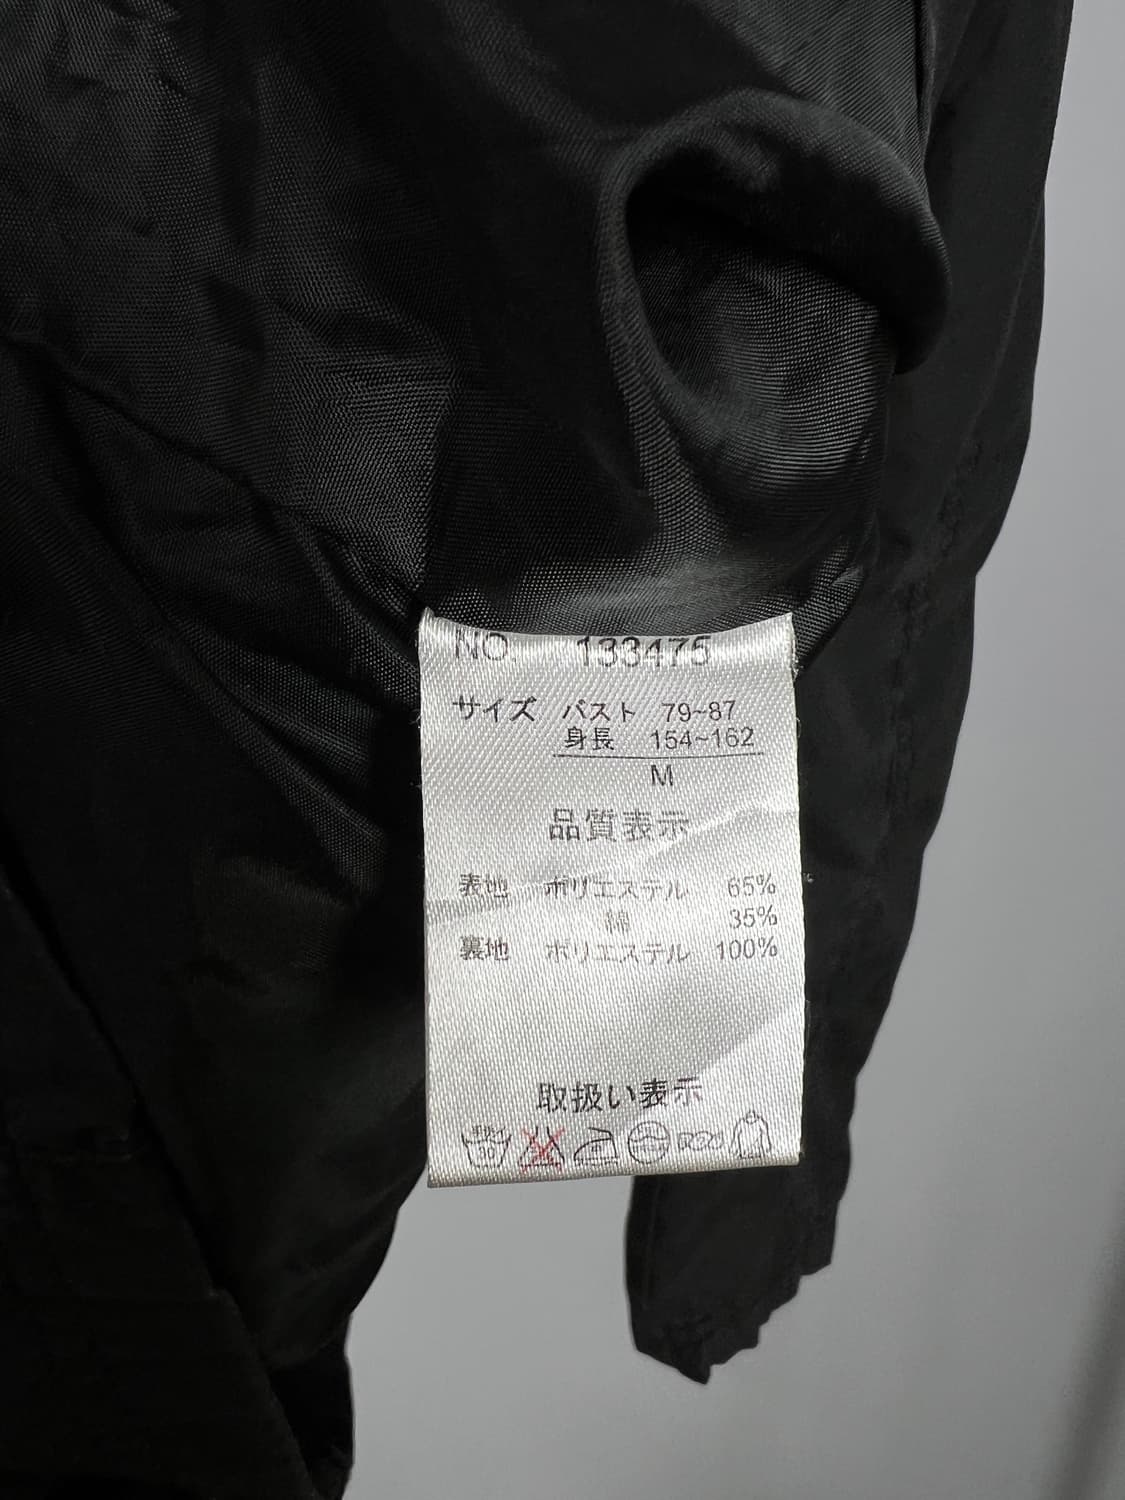 NO. 133475
サイズ バスト 79~87
身長 154~162
M
品質表示
表地 ポリエステル 65%
綿 35%
裏地 ポリエステル 100%
取扱い表示
30